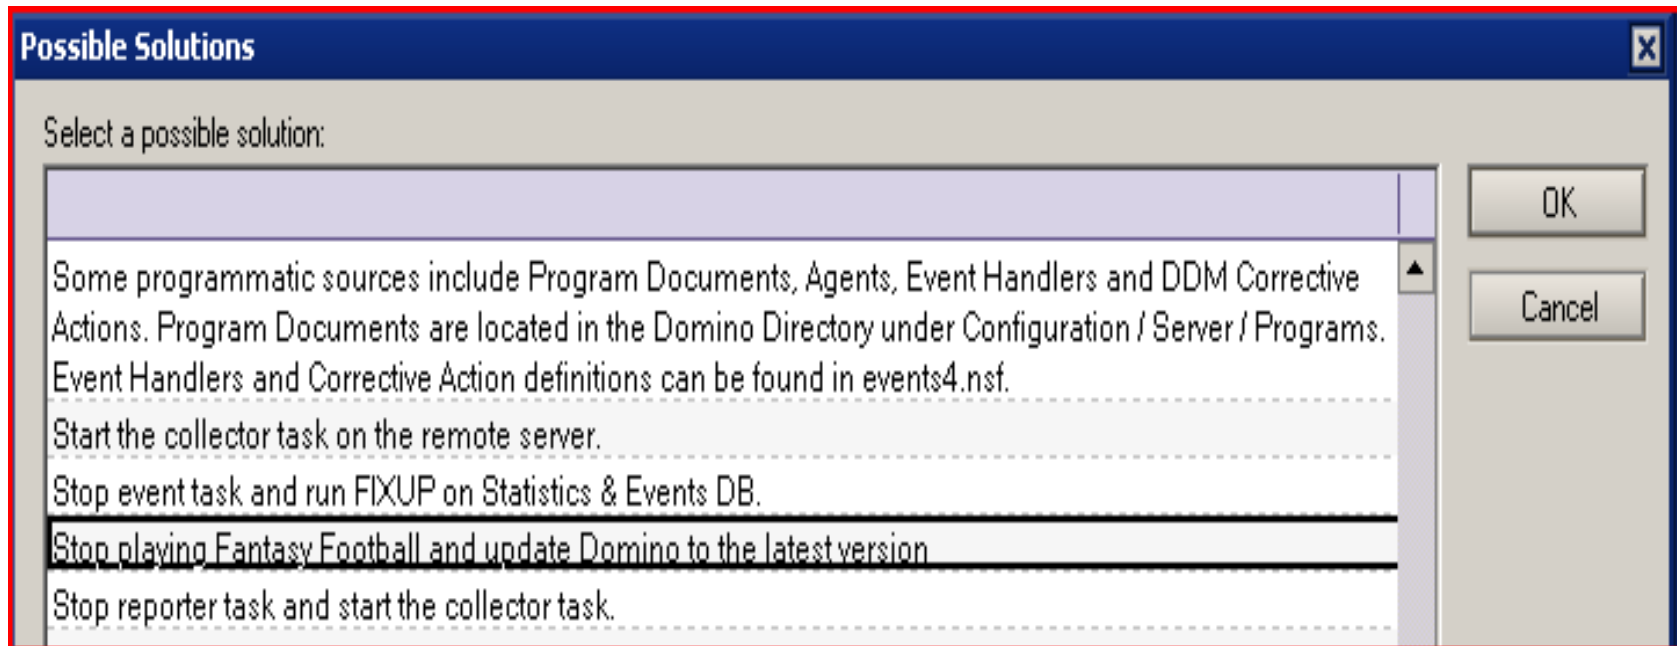 Possible Solutions
Select a possible solution:
OK
Cancel
Some programmatic sources include Program Documents, Agents, Event Handlers and DDM Corrective
Actions. Program Documents are located in the Domino Directory under Configuration / Server / Programs.
Event Handlers and Corrective Action definitions can be found in events4.nsf.
Start the collector task on the remote server.
Stop event task and run FIXUP on Statistics & Events DB.
Stop playing Fantasy Football and update Domino to the latest version
Stop reporter task and start the collector task.